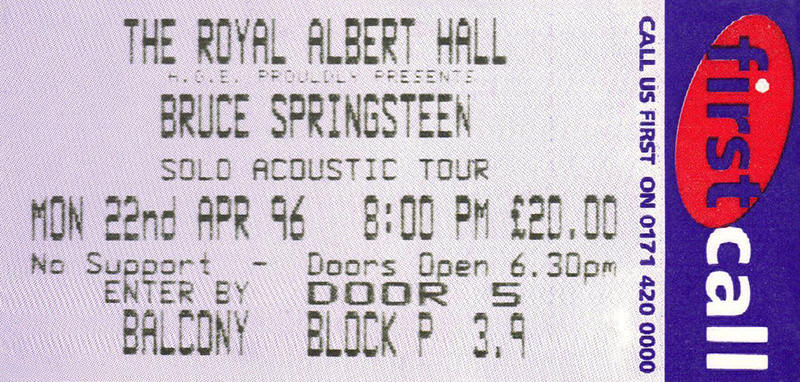 THE ROYAL ALBERT HALL
H.G.E. PROUDLY PRESENTS
BRUCE SPRINGSTEEN
SOLO ACOUSTIC TOUR
MON 22nd APR 96 8:00 PM £20.00
No Support - Doors Open 6.30pm
ENTER BY DOOR 5
BALCONY BLOCK P 3.9
CALL US FIRST ON 0171 420 0000
first call